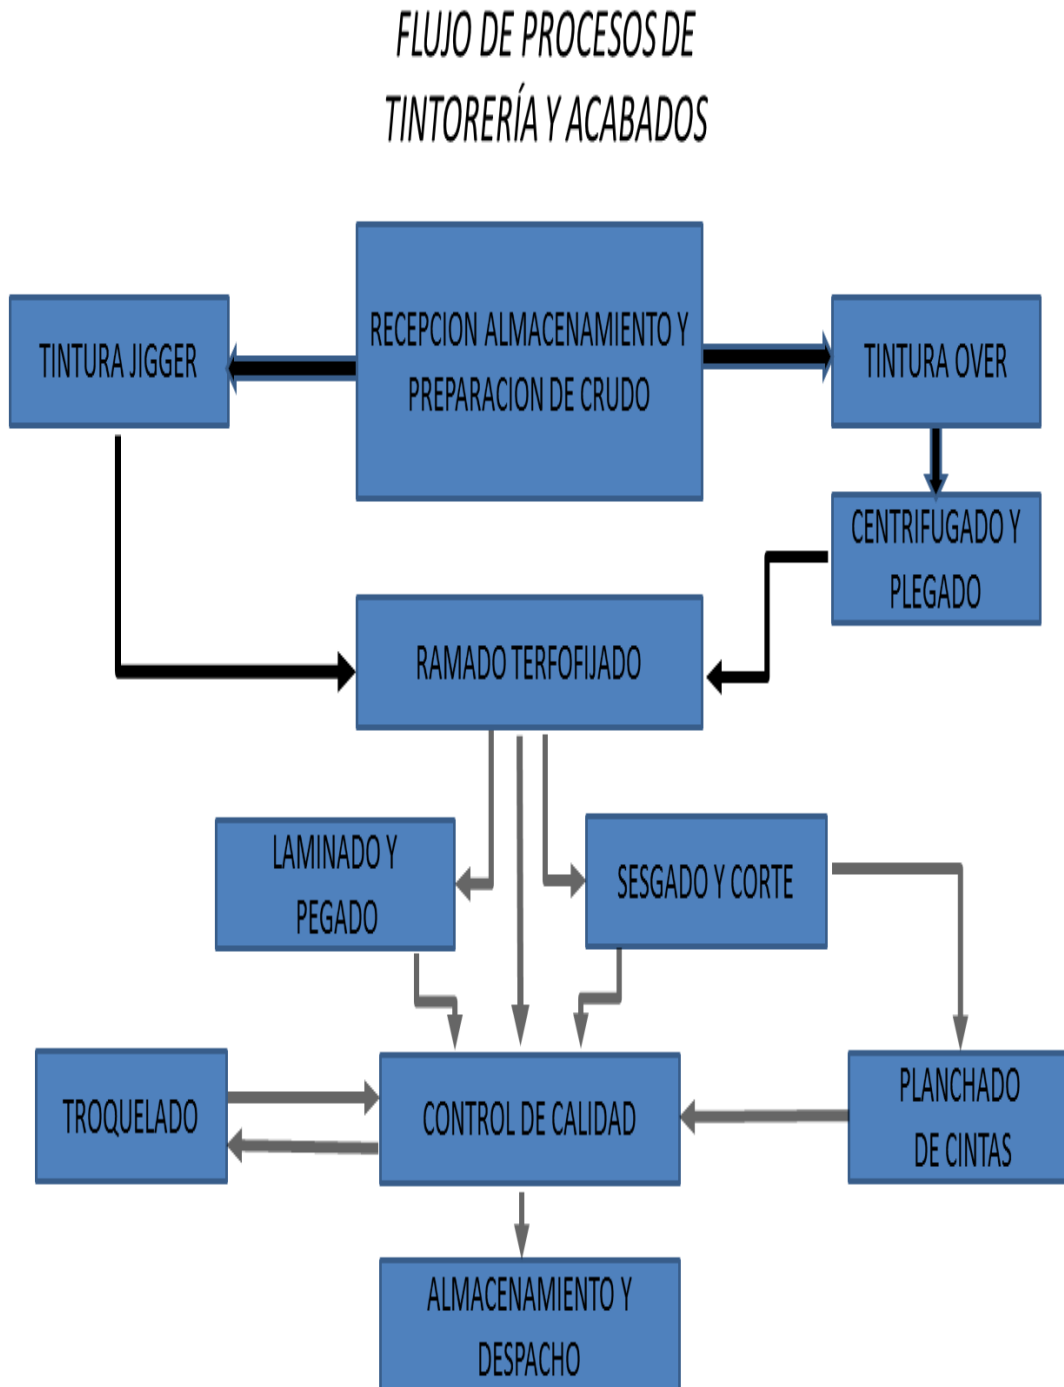 FLUJO DE PROCESOS DE
TINTORERÍA Y ACABADOS
RECEPCION ALMACENAMIENTO Y
PREPARACION DE CRUDO
TINTURA JIGGER
TINTURA OVER
CENTRIFUGADO Y
PLEGADO
RAMADO TERFOFIJADO
LAMINADO Y
PEGADO
SESGADO Y CORTE
TROQUELADO
CONTROL DE CALIDAD
PLANCHADO
DE CINTAS
ALMACENAMIENTO Y
DESPACHO